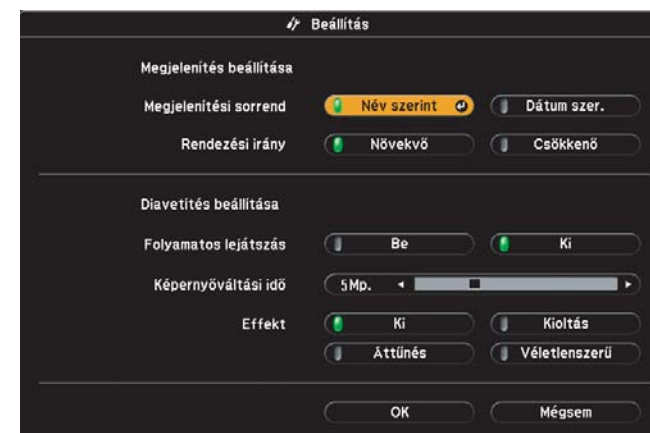 Beállítás
Megjelenítés beállítása
Megjelenítési sorrend Név szerint Dátum szer.
Rendezési irány Növekvő Csökkenő
Diavetítés beállítása
Folyamatos lejátszás Be Ki
Képernyőváltási idő 5Mp.
Effekt Ki Kioltás
Áttűnés Véletlenszerű
OK Mégsem